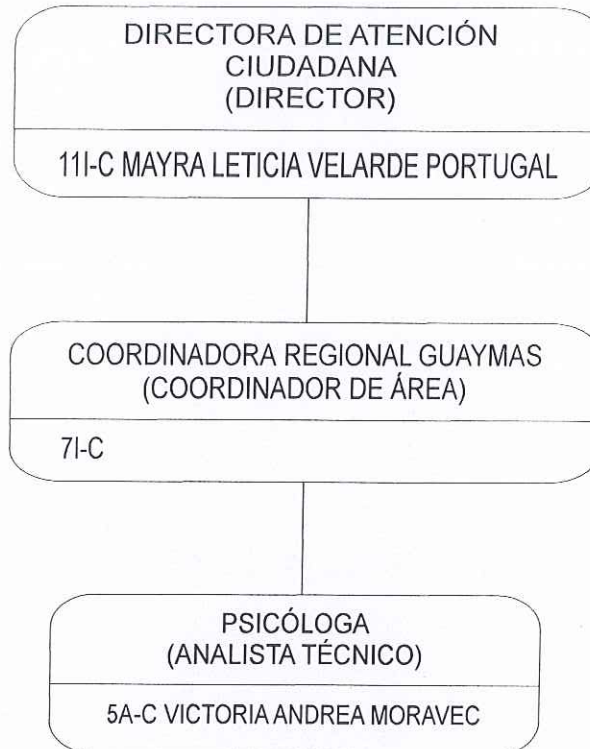 DIRECTORA DE ATENCIÓN
CIUDADANA
(DIRECTOR)
11I-C MAYRA LETICIA VELARDE PORTUGAL
COORDINADORA REGIONAL GUAYMAS
(COORDINADOR DE ÁREA)
7I-C
PSICÓLOGA
(ANALISTA TÉCNICO)
5A-C VICTORIA ANDREA MORAVEC